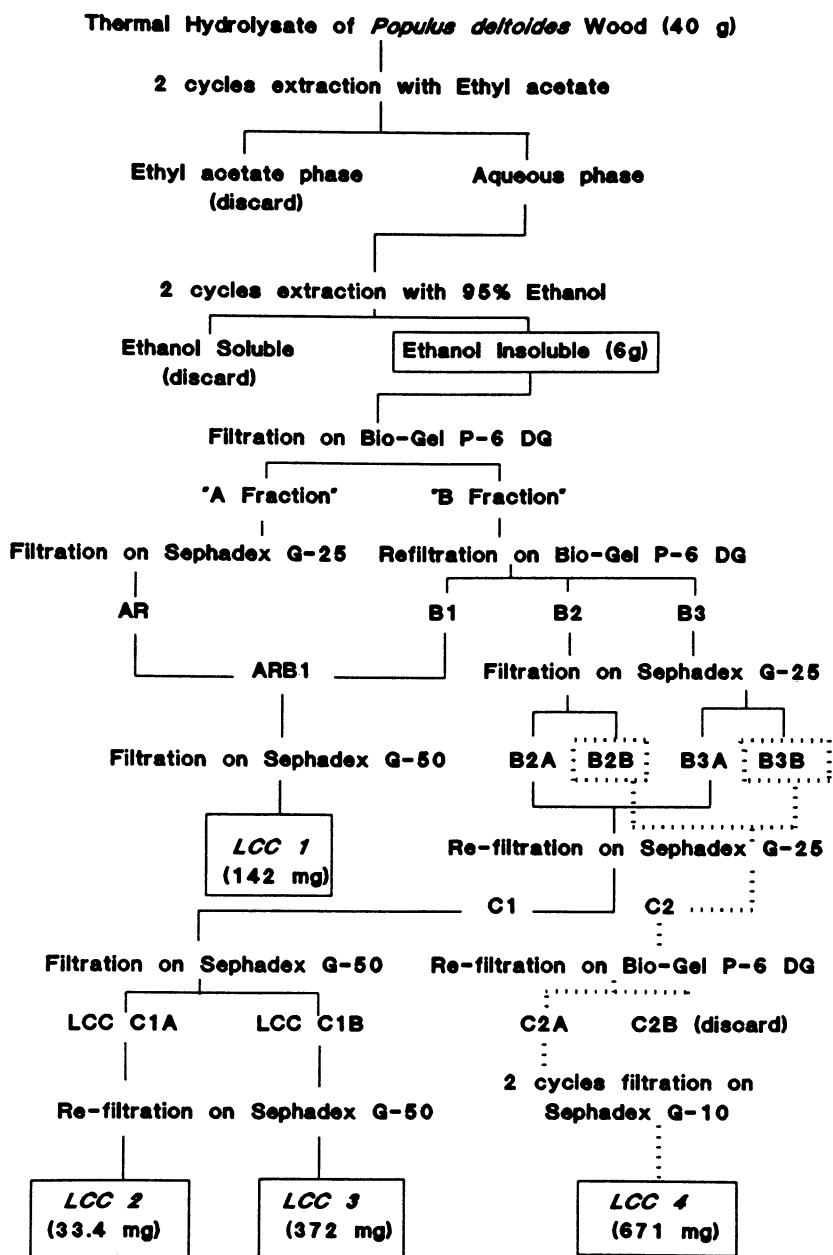 Thermal Hydrolysate of Populus deltoides Wood (40 g)
2 cycles extraction with Ethyl acetate
Ethyl acetate phase
(discard)
Aqueous phase
2 cycles extraction with 95% Ethanol
Ethanol Soluble
(discard)
Ethanol Insoluble (6g)
Filtration on Bio-Gel P-6 DG
"A Fraction"
"B Fraction"
Filtration on Sephadex G-25
Refiltration on Bio-Gel P-6 DG
AR
B1
B2
B3
ARB1
Filtration on Sephadex G-25
Filtration on Sephadex G-50
B2A
B2B
B3A
B3B
LCC 1
(142 mg)
Re-filtration on Sephadex G-25
C1
C2
Filtration on Sephadex G-50
Re-filtration on Bio-Gel P-6 DG
LCC C1A
LCC C1B
C2A
C2B (discard)
2 cycles filtration on
Sephadex G-10
Re-filtration on Sephadex G-50
LCC 2
(33.4 mg)
LCC 3
(372 mg)
LCC 4
(671 mg)